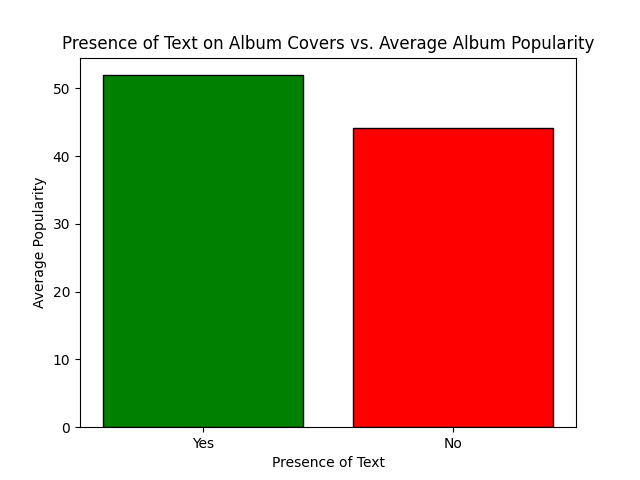 Presence of Text on Album Covers vs. Average Album Popularity
50
40
30
20
10
0
Average Popularity
Yes No
Presence of Text